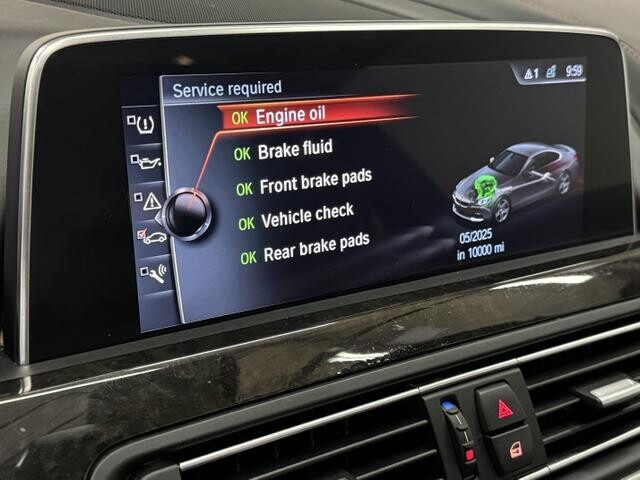 Service required
1 9:59
OK Engine oil
OK Brake fluid
OK Front brake pads
OK Vehicle check
OK Rear brake pads
05/2025
in 10000 mi